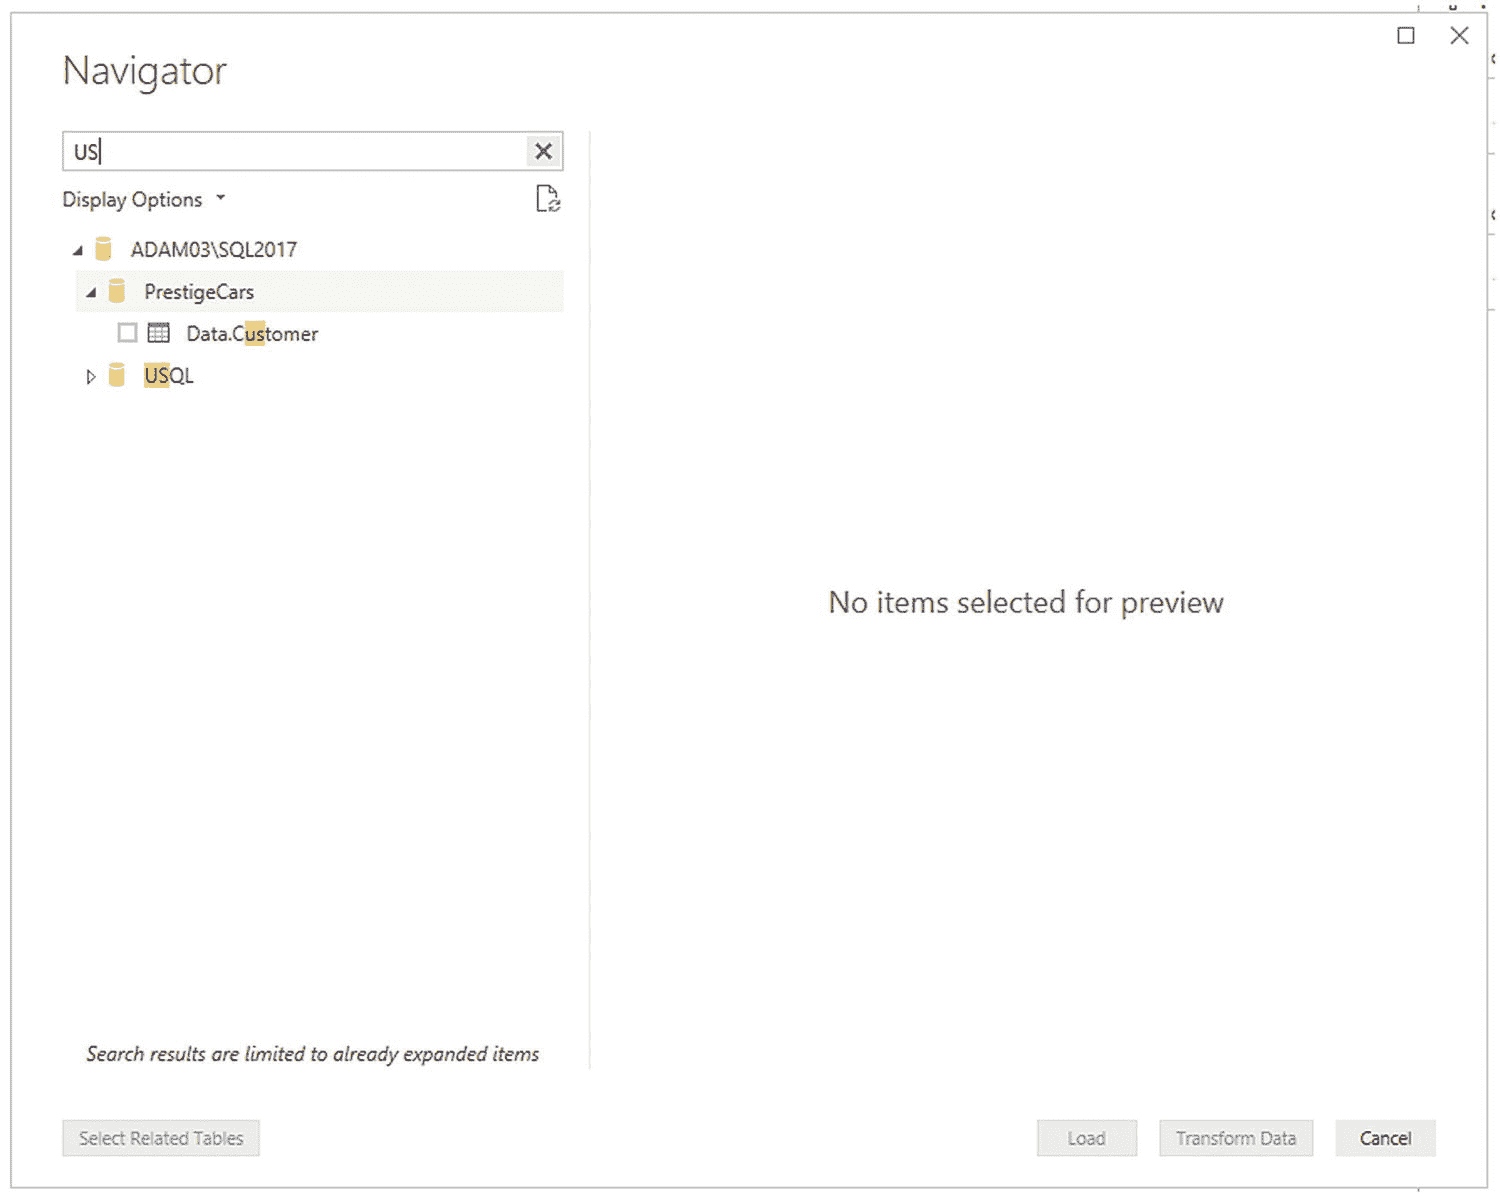 Navigator
US
Display Options
ADAM03\SQL2017
PrestigeCars
Data.Customer
USQL
No items selected for preview
Search results are limited to already expanded items
Select Related Tables
Load
Transform Data
Cancel